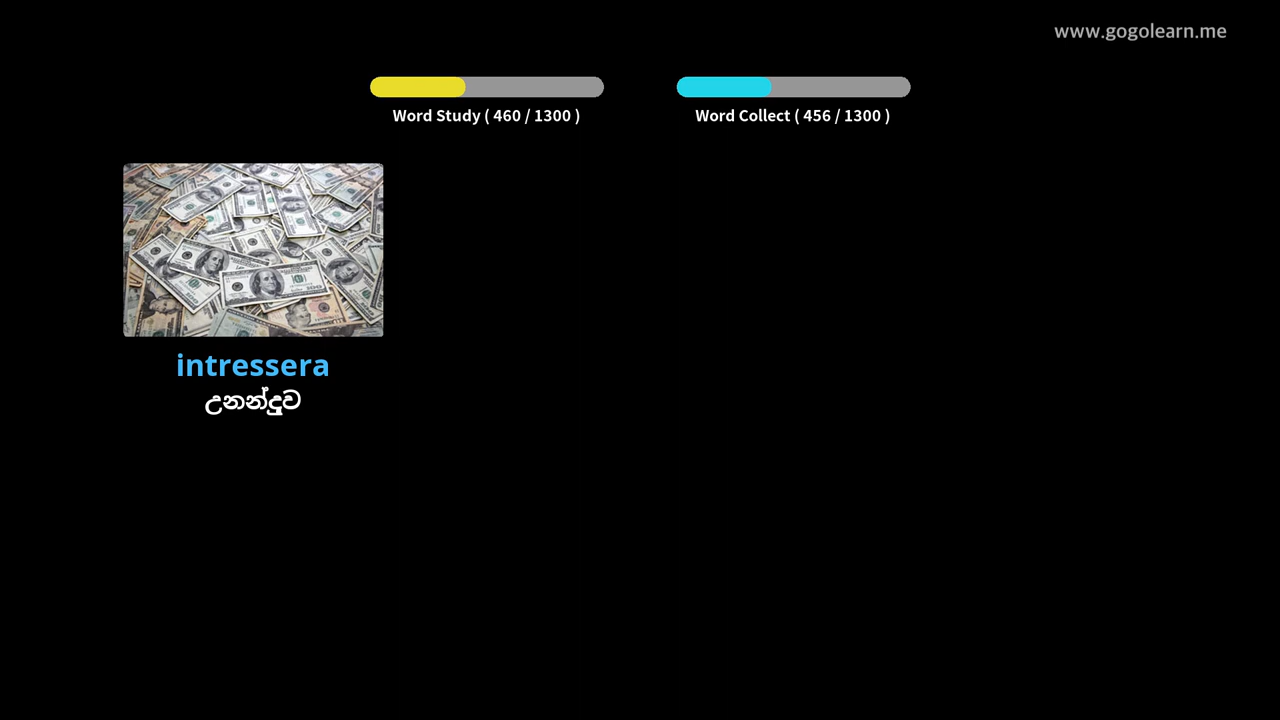 www.gogolearn.me
Word Study ( 460 / 1300 )
Word Collect ( 456 / 1300 )
intressera
උනන්දුව